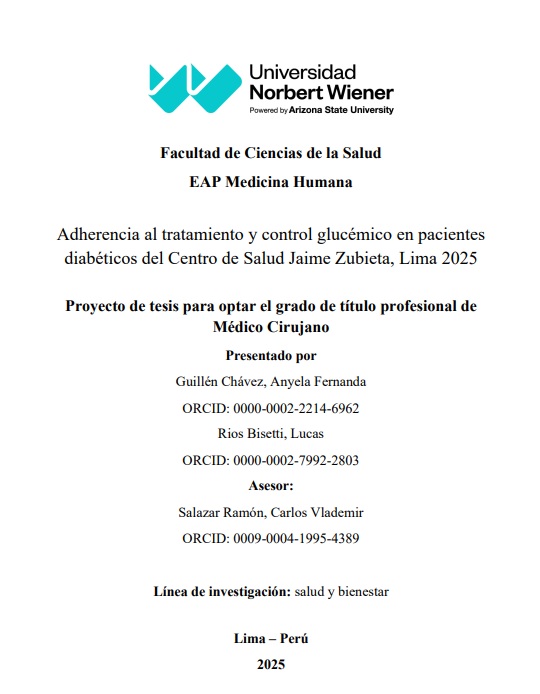 Universidad
Norbert Wiener
Powered by Arizona State University
Facultad de Ciencias de la Salud
EAP Medicina Humana
Adherencia al tratamiento y control glucémico en pacientes
diabéticos del Centro de Salud Jaime Zubieta, Lima 2025
Proyecto de tesis para optar el grado de título profesional de
Médico Cirujano
Presentado por
Guillén Chávez, Anyela Fernanda
ORCID: 0000-0002-2214-6962
Rios Bisetti, Lucas
ORCID: 0000-0002-7992-2803
Asesor:
Salazar Ramón, Carlos Vlademir
ORCID: 0009-0004-1995-4389
Línea de investigación: salud y bienestar
Lima – Perú
2025